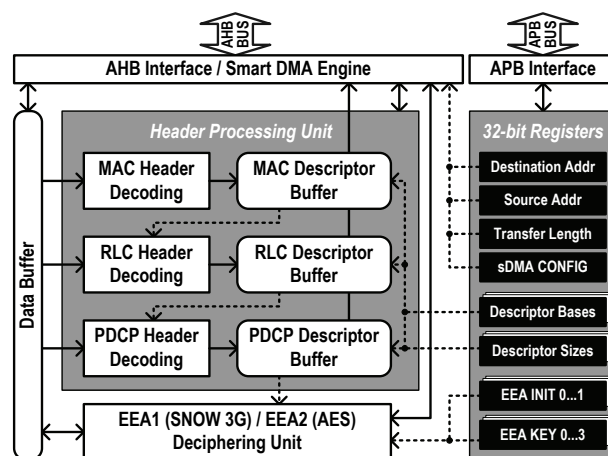 AHB
BUS
APB
BUS
AHB Interface / Smart DMA Engine
APB Interface
Header Processing Unit
32-bit Registers
Data Buffer
MAC Header
Decoding
MAC Descriptor
Buffer
RLC Header
Decoding
RLC Descriptor
Buffer
PDCP Header
Decoding
PDCP Descriptor
Buffer
EEA1 (SNOW 3G) / EEA2 (AES)
Deciphering Unit
Destination Addr
Source Addr
Transfer Length
sDMA CONFIG
Descriptor Bases
Descriptor Sizes
EEA INIT 0...1
EEA KEY 0...3